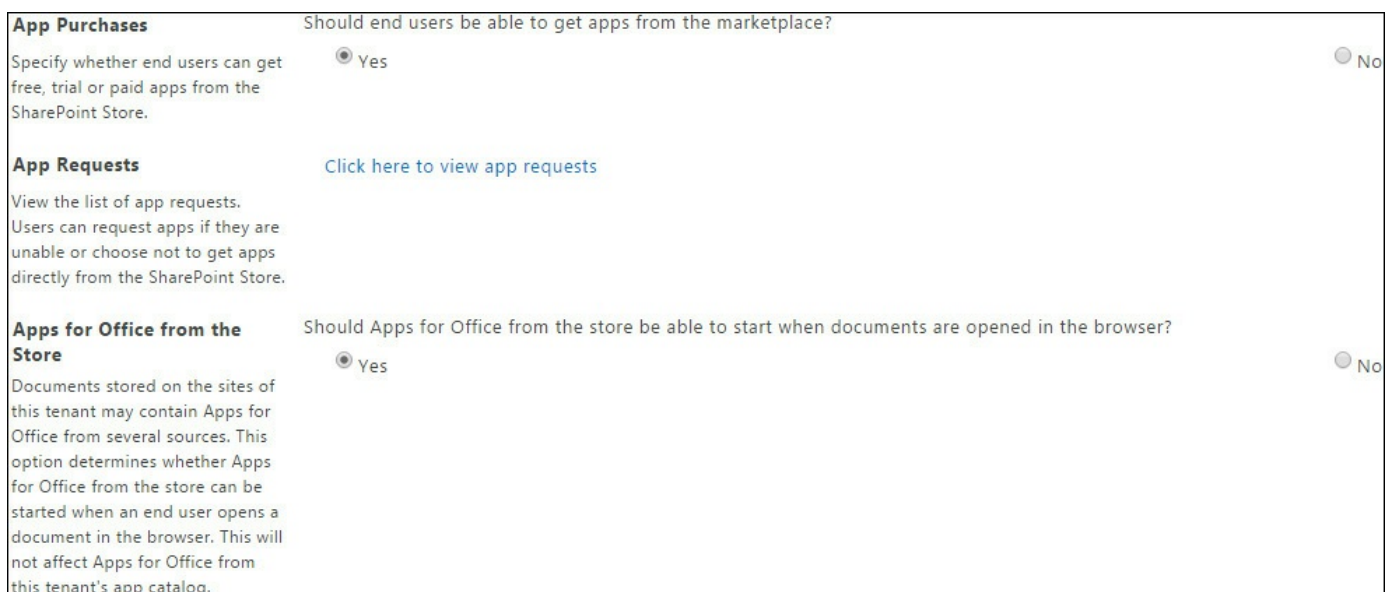 App Purchases
Should end users be able to get apps from the marketplace?
Specify whether end users can get
free, trial or paid apps from the
SharePoint Store.
Yes
No
App Requests
Click here to view app requests
View the list of app requests.
Users can request apps if they are
unable or choose not to get apps
directly from the SharePoint Store.
Apps for Office from the
Store
Should Apps for Office from the store be able to start when documents are opened in the browser?
Yes
No
Documents stored on the sites of
this tenant may contain Apps for
Office from several sources. This
option determines whether Apps
for Office from the store can be
started when an end user opens a
document in the browser. This will
not affect Apps for Office from
this tenant's app catalog.